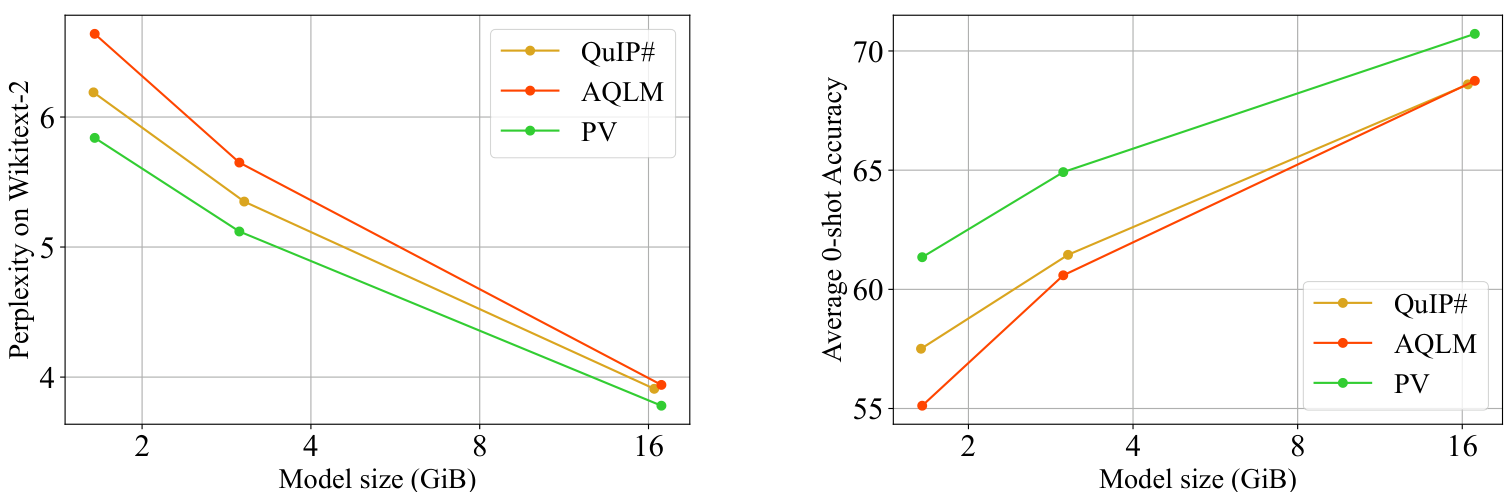 Perplexity on Wikitext-2
6
5
4
2
4
8
16
Model size (GiB)
QuIP#
AQLM
PV
Average 0-shot Accuracy
70
65
60
55
2
4
8
16
Model size (GiB)
QuIP#
AQLM
PV